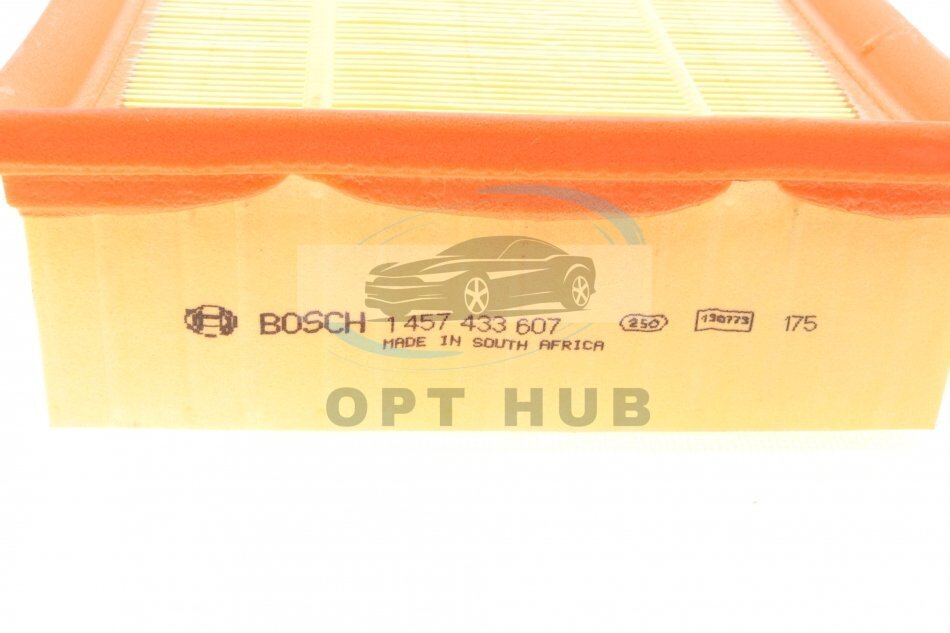 BOSCH 1 457 433 607 250 130773 175
MADE IN SOUTH AFRICA
OPT HUB